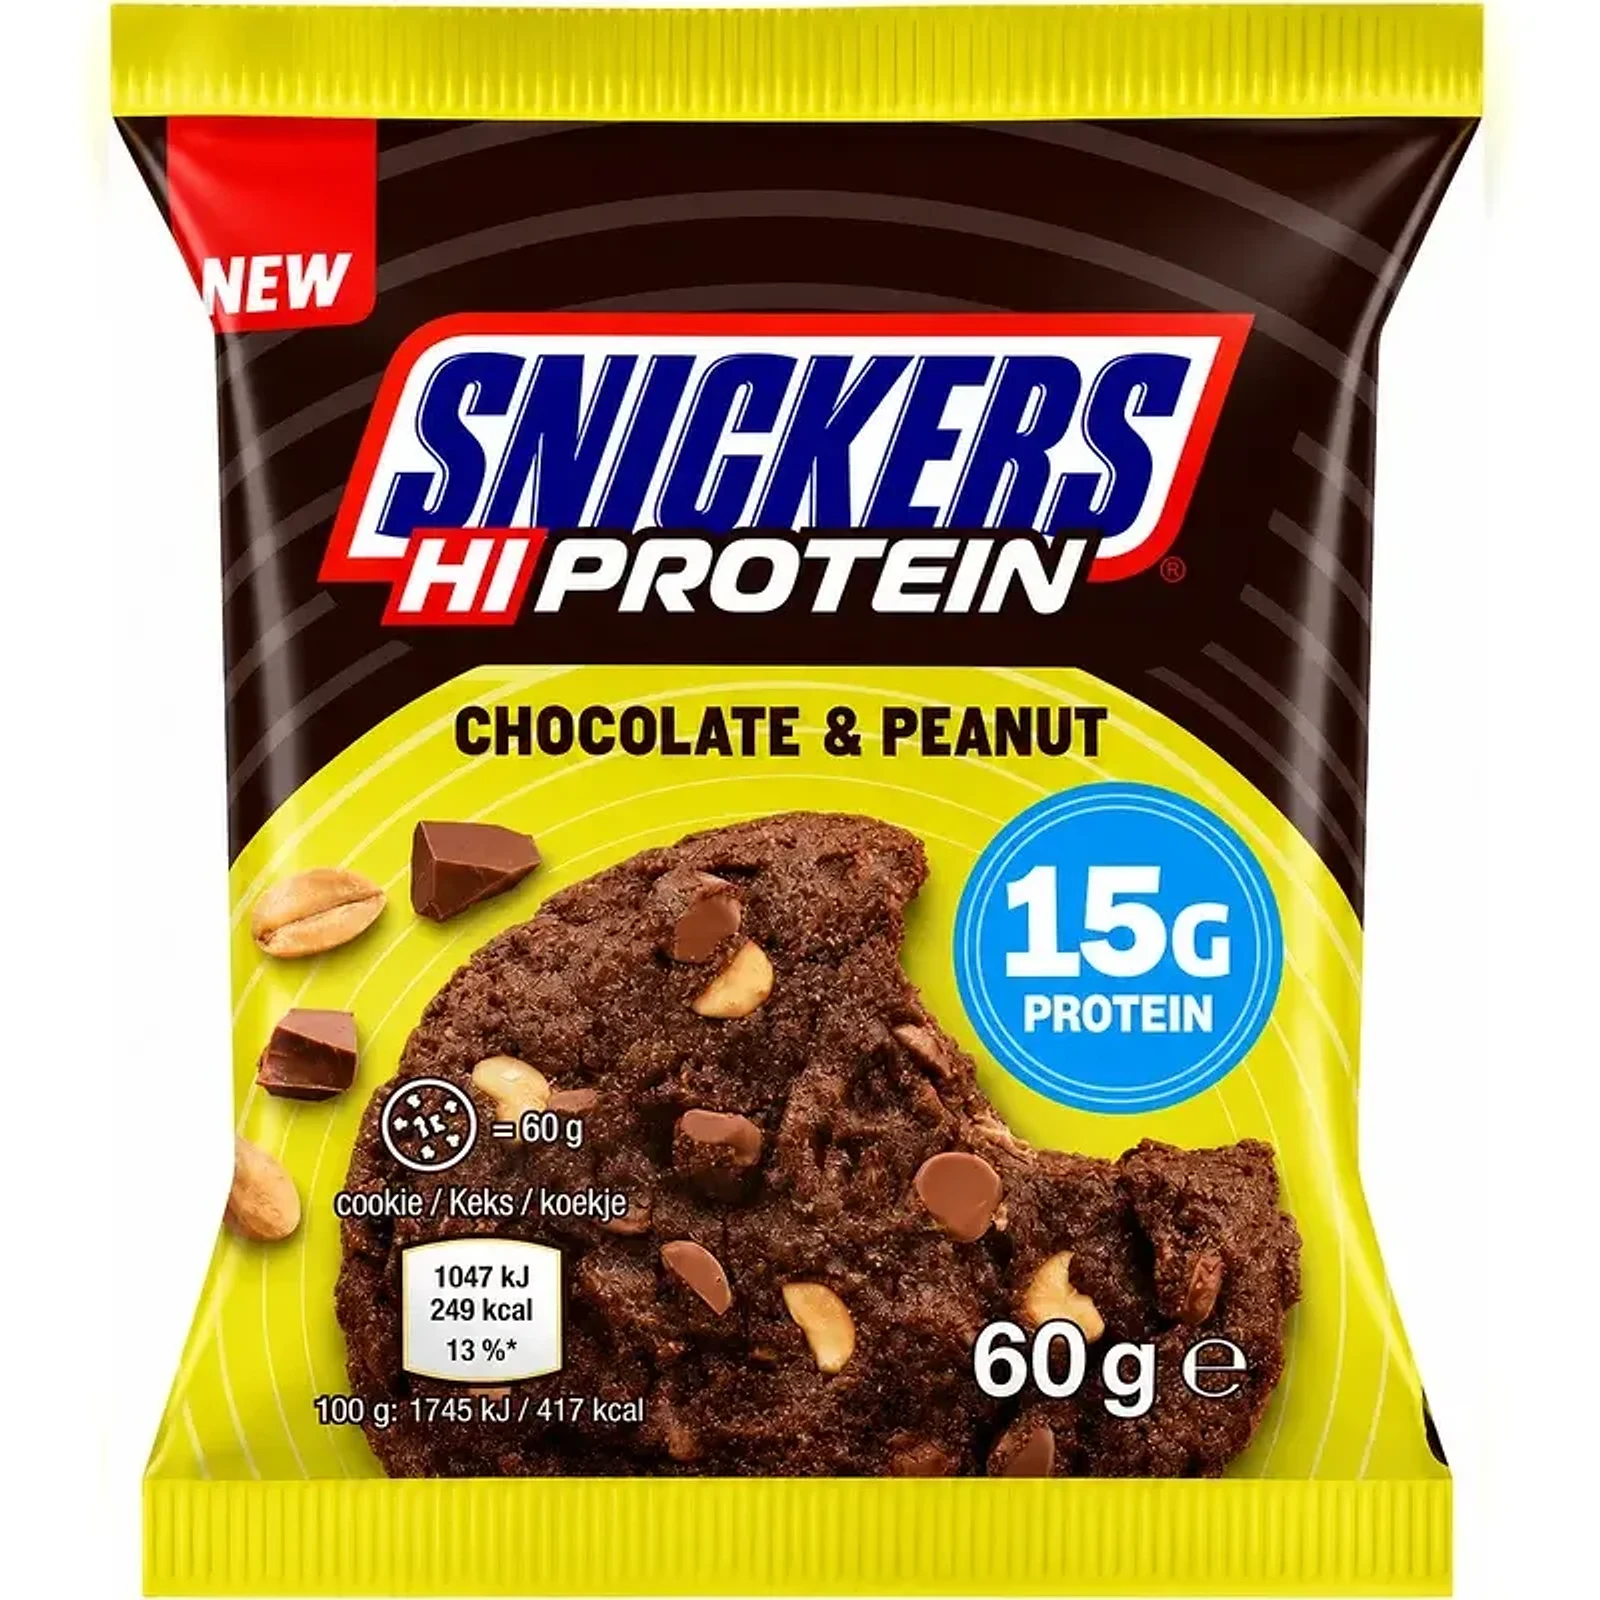 NEW
SNICKERS
HI PROTEIN
®
CHOCOLATE & PEANUT
15G
PROTEIN
= 60 g
cookie / Keks / koekje
1047 kJ
249 kcal
13 %*
100 g: 1745 kJ / 417 kcal
60 g ℮